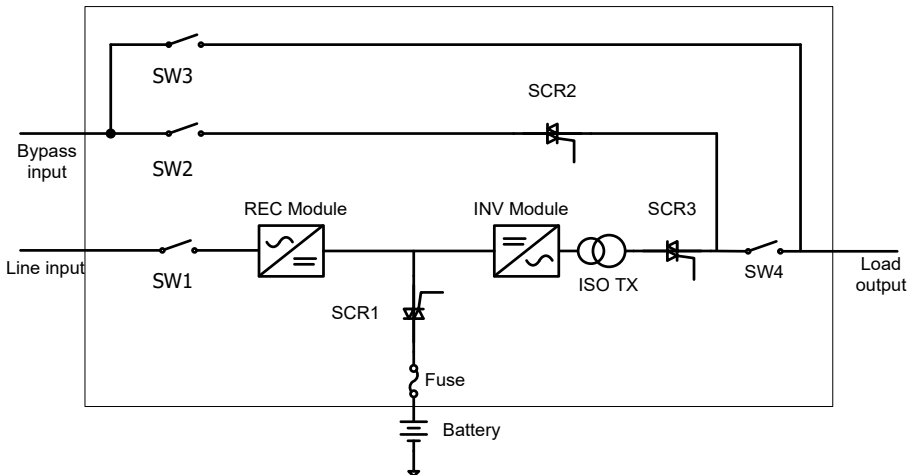 SW3
SCR2
Bypass
input
SW2
REC Module
INV Module
SCR3
Line input
SW1
ISO TX
SW4
Load
output
SCR1
Fuse
Battery